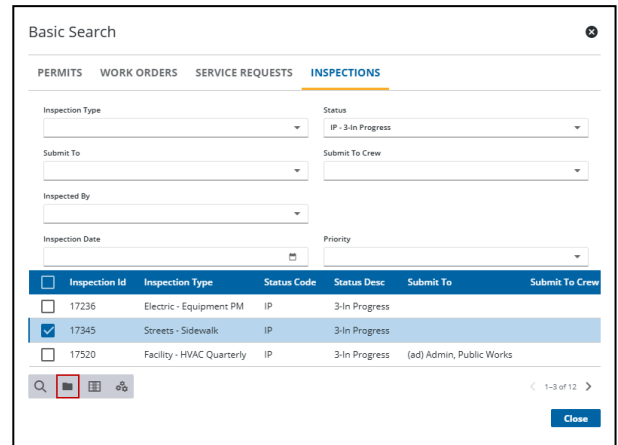 Basic Search
PERMITS WORK ORDERS SERVICE REQUESTS INSPECTIONS
Inspection Type Status
IP - 3-In Progress
Submit To Submit To Crew
Inspected By
Inspection Date Priority
Inspection Id Inspection Type Status Code Status Desc Submit To Submit To Crew
17236 Electric - Equipment PM IP 3-In Progress
17345 Streets - Sidewalk IP 3-In Progress
17520 Facility - HVAC Quarterly IP 3-In Progress (ad) Admin, Public Works
1-3 of 12
Close